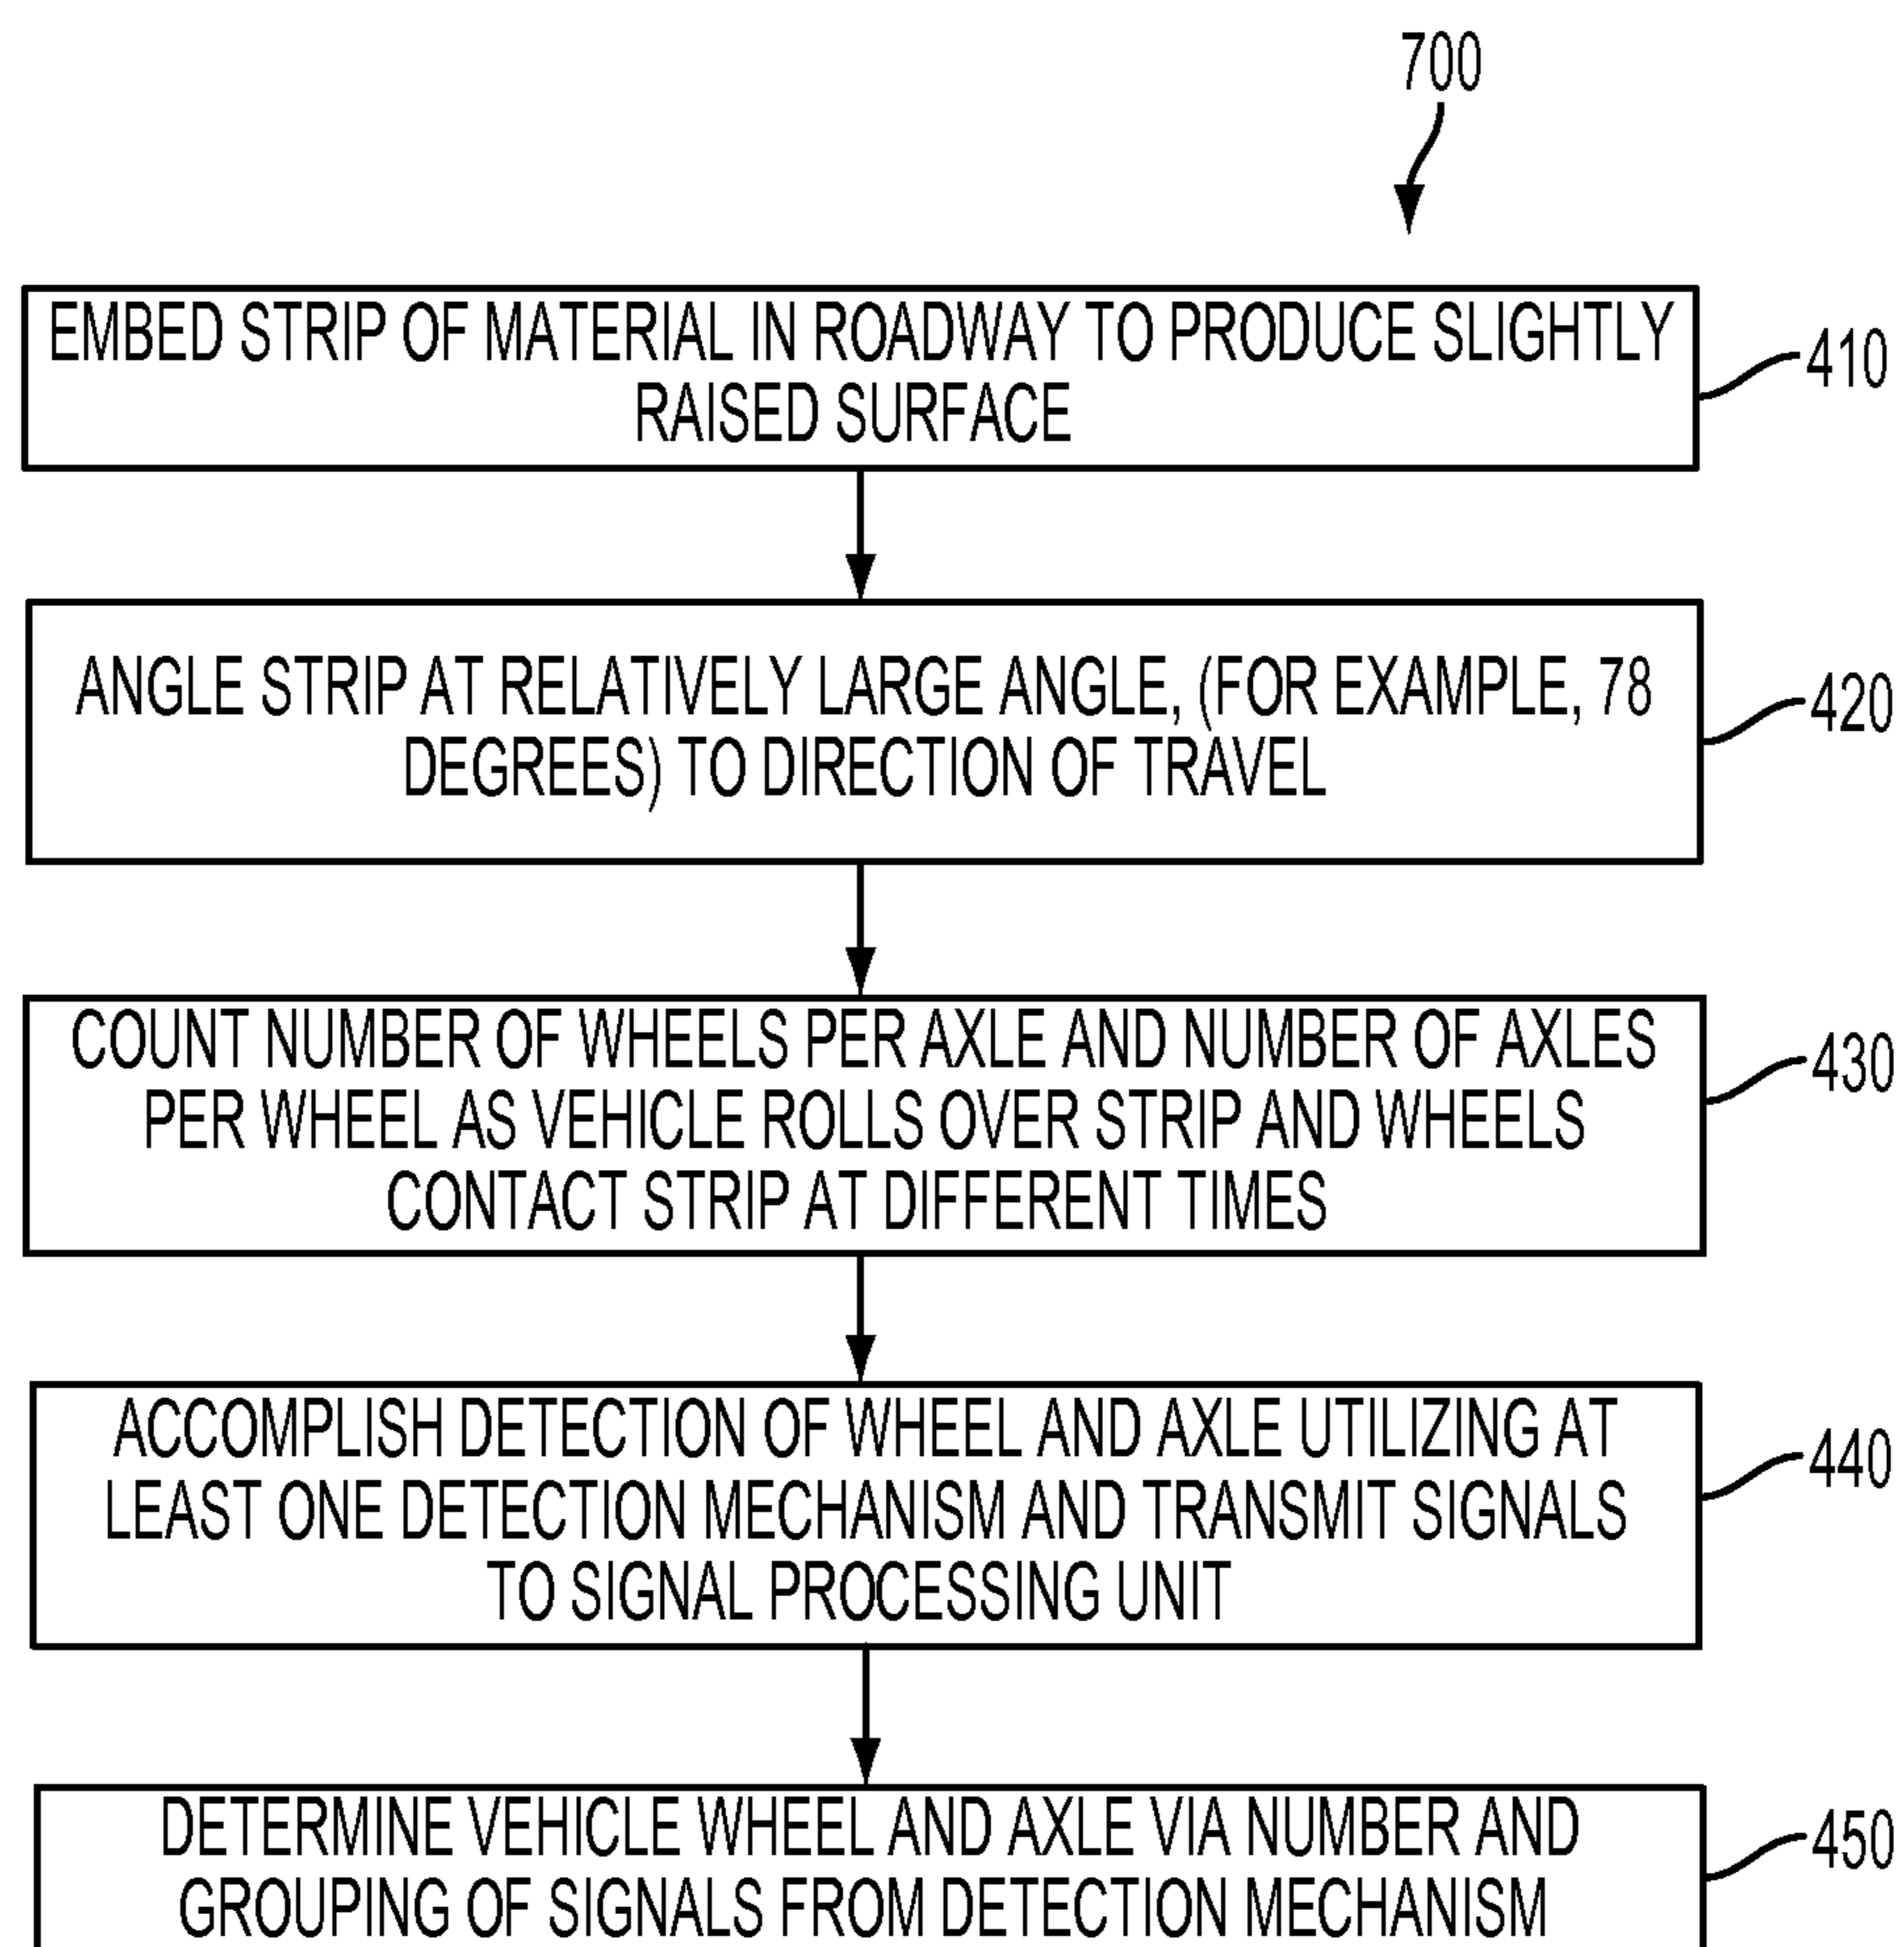 700
EMBED STRIP OF MATERIAL IN ROADWAY TO PRODUCE SLIGHTLY
RAISED SURFACE
410
ANGLE STRIP AT RELATIVELY LARGE ANGLE, (FOR EXAMPLE, 78
DEGREES) TO DIRECTION OF TRAVEL
420
COUNT NUMBER OF WHEELS PER AXLE AND NUMBER OF AXLES
PER WHEEL AS VEHICLE ROLLS OVER STRIP AND WHEELS
CONTACT STRIP AT DIFFERENT TIMES
430
ACCOMPLISH DETECTION OF WHEEL AND AXLE UTILIZING AT
LEAST ONE DETECTION MECHANISM AND TRANSMIT SIGNALS
TO SIGNAL PROCESSING UNIT
440
DETERMINE VEHICLE WHEEL AND AXLE VIA NUMBER AND
GROUPING OF SIGNALS FROM DETECTION MECHANISM
450